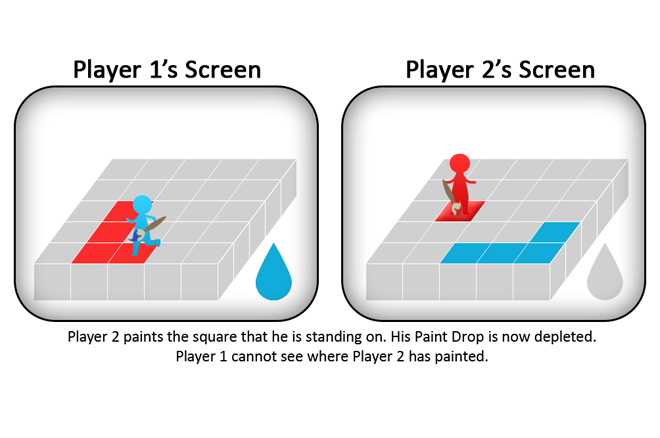 Player 1's Screen
Player 2's Screen
Player 2 paints the square that he is standing on. His Paint Drop is now depleted.
Player 1 cannot see where Player 2 has painted.